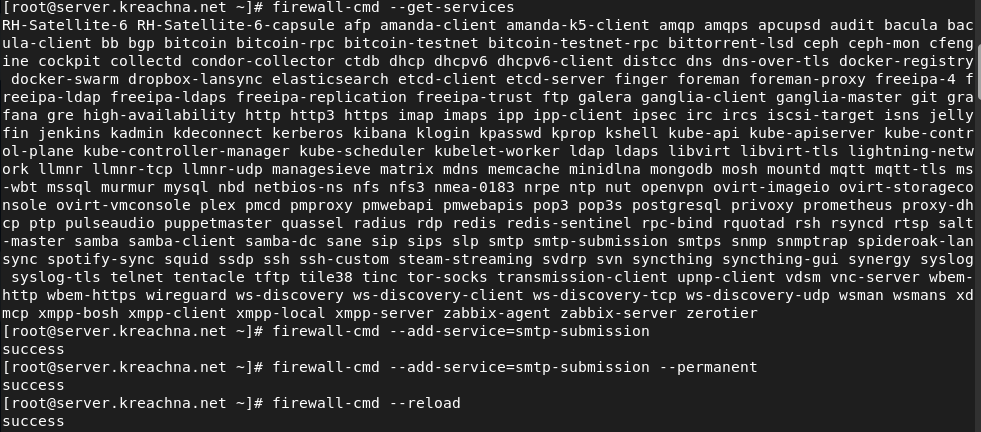 [root@server.kreachna.net ~]# firewall-cmd --get-services
RH-Satellite-6 RH-Satellite-6-capsule afp amanda-client amanda-k5-client amqp amqps apcupsd audit bacula bac
ula-client bb bgp bitcoin bitcoin-rpc bitcoin-testnet bitcoin-testnet-rpc bittorrent-lsd ceph ceph-mon cfeng
ine cockpit collectd condor-collector ctdb dhcp dhcpv6 dhcpv6-client distcc dns dns-over-tls docker-registry
 docker-swarm dropbox-lansync elasticsearch etcd-client etcd-server finger foreman foreman-proxy freeipa-4 f
reeipa-ldap freeipa-ldaps freeipa-replication freeipa-trust ftp galera ganglia-client ganglia-master git gra
fana gre high-availability http http3 https imap imaps ipp ipp-client ipsec irc ircs iscsi-target isns jelly
fin jenkins kadmin kdeconnect kerberos kibana klogin kpasswd kprop kshell kube-api kube-apiserver kube-contr
ol-plane kube-controller-manager kube-scheduler kubelet-worker ldap ldaps libvirt libvirt-tls lightning-netw
ork llmnr llmnr-tcp llmnr-udp managesieve matrix mdns memcache minidlna mongodb mosh mountd mqtt mqtt-tls ms
-wbt mssql murmur mysql nbd netbios-ns nfs nfs3 nmea-0183 nrpe ntp nut openvpn ovirt-imageio ovirt-storageco
nsole ovirt-vmconsole plex pmcd pmproxy pmwebapi pmwebapis pop3 pop3s postgresql privoxy prometheus proxy-dh
cp ptp pulseaudio puppetmaster quassel radius rdp redis redis-sentinel rpc-bind rquotad rsh rsyncd rtsp salt
-master samba samba-client samba-dc sane sip sips slp smtp smtp-submission smtps snmp snmptrap spideroak-lan
sync spotify-sync squid ssdp ssh ssh-custom steam-streaming svdrp svn syncthing syncthing-gui synergy syslog
 syslog-tls telnet tentacle tftp tile38 tinc tor-socks transmission-client upnp-client vdsm vnc-server wbem-
http wbem-https wireguard ws-discovery ws-discovery-client ws-discovery-tcp ws-discovery-udp wsman wsmans xd
mcp xmpp-bosh xmpp-client xmpp-local xmpp-server zabbix-agent zabbix-server zerotier
[root@server.kreachna.net ~]# firewall-cmd --add-service=smtp-submission
success
[root@server.kreachna.net ~]# firewall-cmd --add-service=smtp-submission --permanent
success
[root@server.kreachna.net ~]# firewall-cmd --reload
success